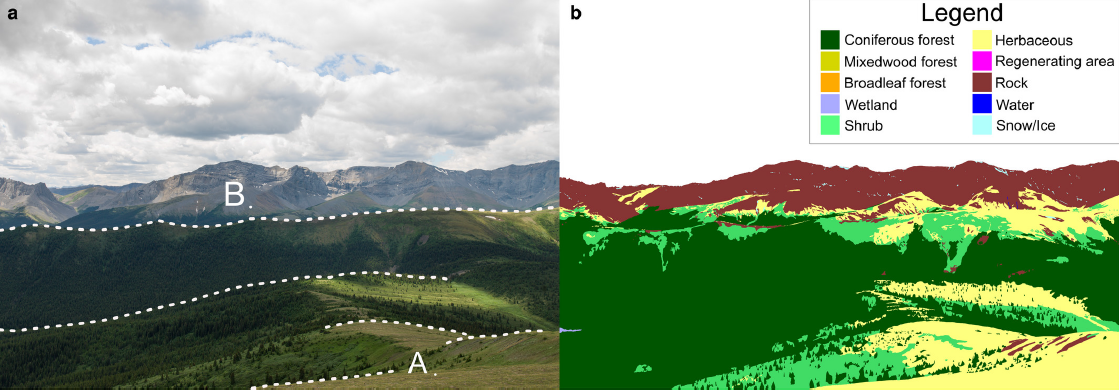 a
B.
A.
b
Legend
Coniferous forest
Mixedwood forest
Broadleaf forest
Wetland
Shrub
Herbaceous
Regenerating area
Rock
Water
Snow/Ice